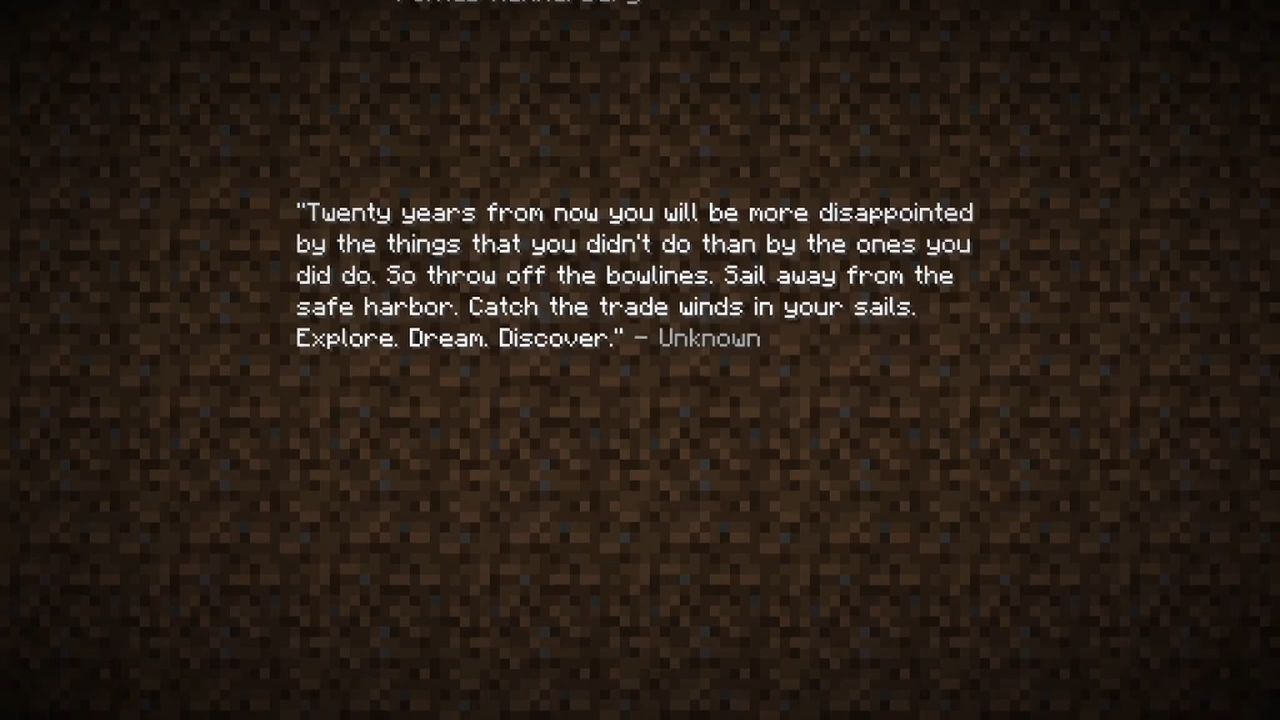 "Twenty years from now you will be more disappointed
by the things that you didn't do than by the ones you
did do. So throw off the bowlines. Sail away from the
safe harbor. Catch the trade winds in your sails.
Explore. Dream. Discover." - Unknown